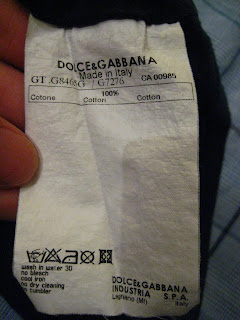 DOLCE&GABBANA
Made in Italy
GT .G8468G / G7276 CA 00985
100%
Cotone Cotton Cotton
wash in water 30
no bleach
cool iron
no dry cleaning
no tumbler
DOLCE&GABBANA
INDUSTRIA S.P.A.
Legnano (MI) Italy